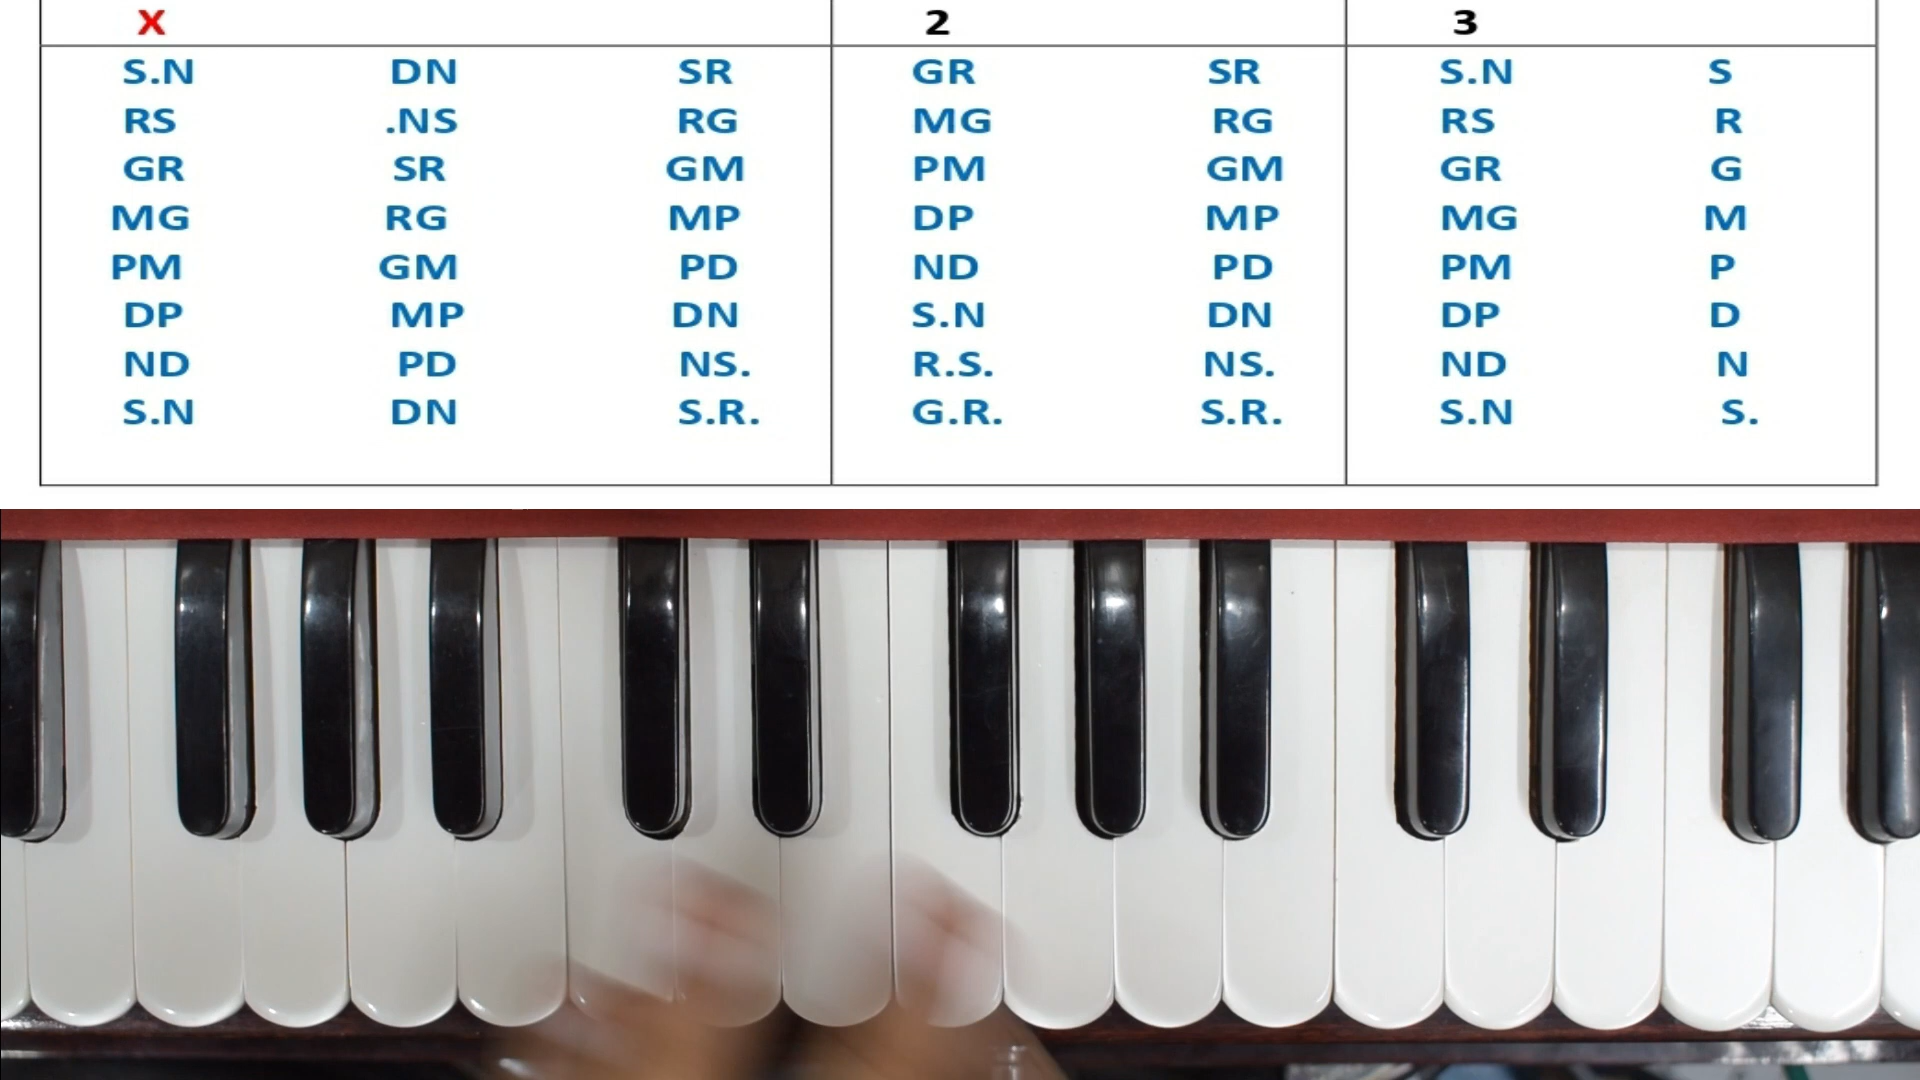 X 2 3
S.N DN SR GR SR S.N S
RS .NS RG MG RG RS R
GR SR GM PM GM GR G
MG RG MP DP MP MG M
PM GM PD ND PD PM P
DP MP DN S.N DN DP D
ND PD NS. R.S. NS. ND N
S.N DN S.R. G.R. S.R. S.N S.